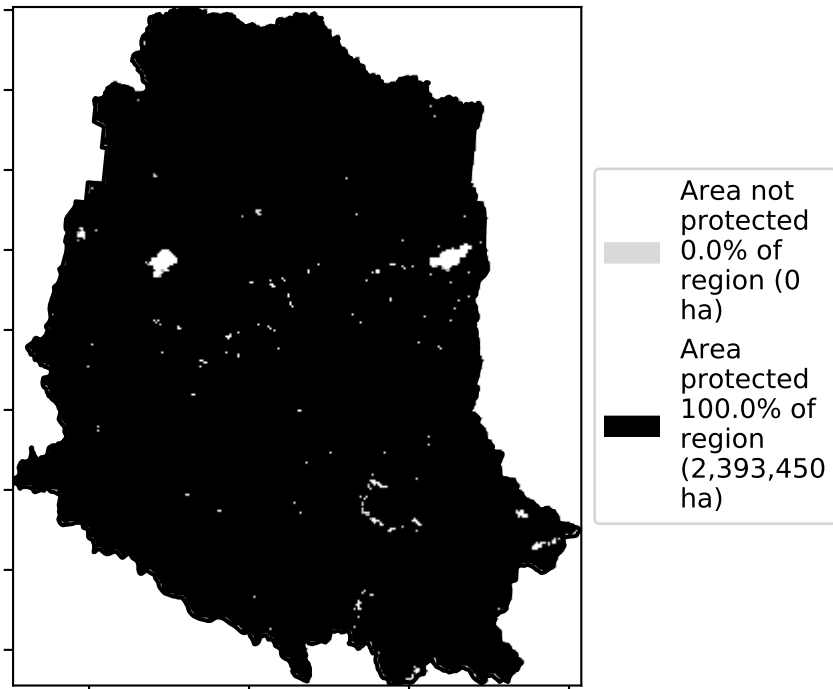 Area not
protected
0.0% of
region (0
ha)
Area
protected
100.0% of
region
(2,393,450
ha)